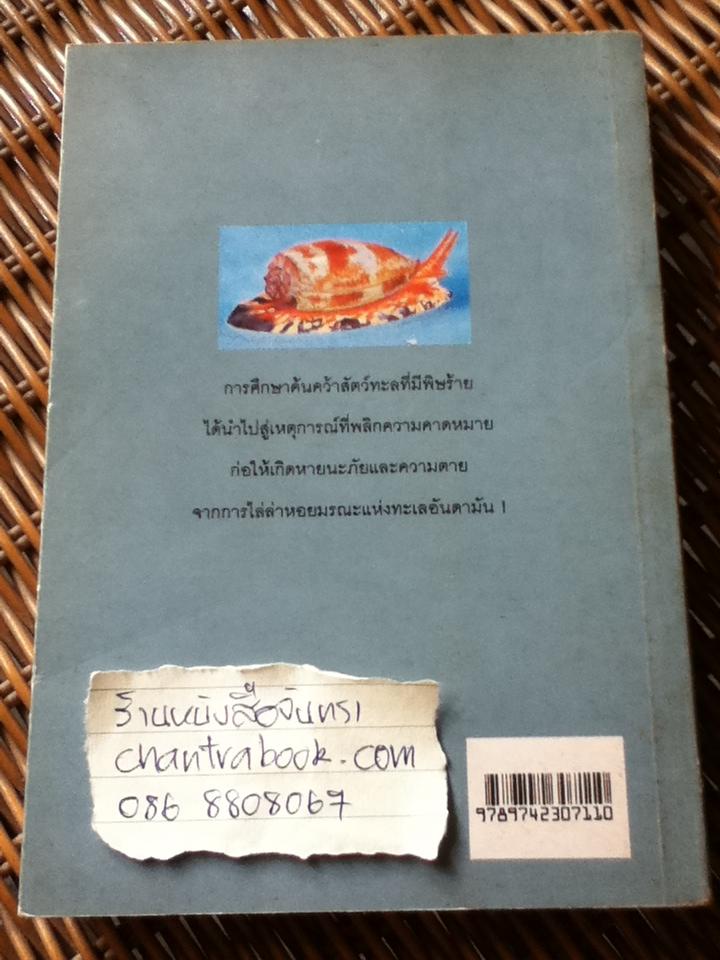 การศึกษาค้นคว้าสัตว์ทะลที่มีพิษร้าย
ได้นำไปสู่เหตุการณ์ที่พลิกความคาดหมาย
ก่อให้เกิดหายนะภัยและความตาย
จากการไล่ล่าหอยมรณะแห่งทะเลอันดามัน !
ร้านหนังสือจันทรา
chantrabook.com
086 8808067
9789742307110